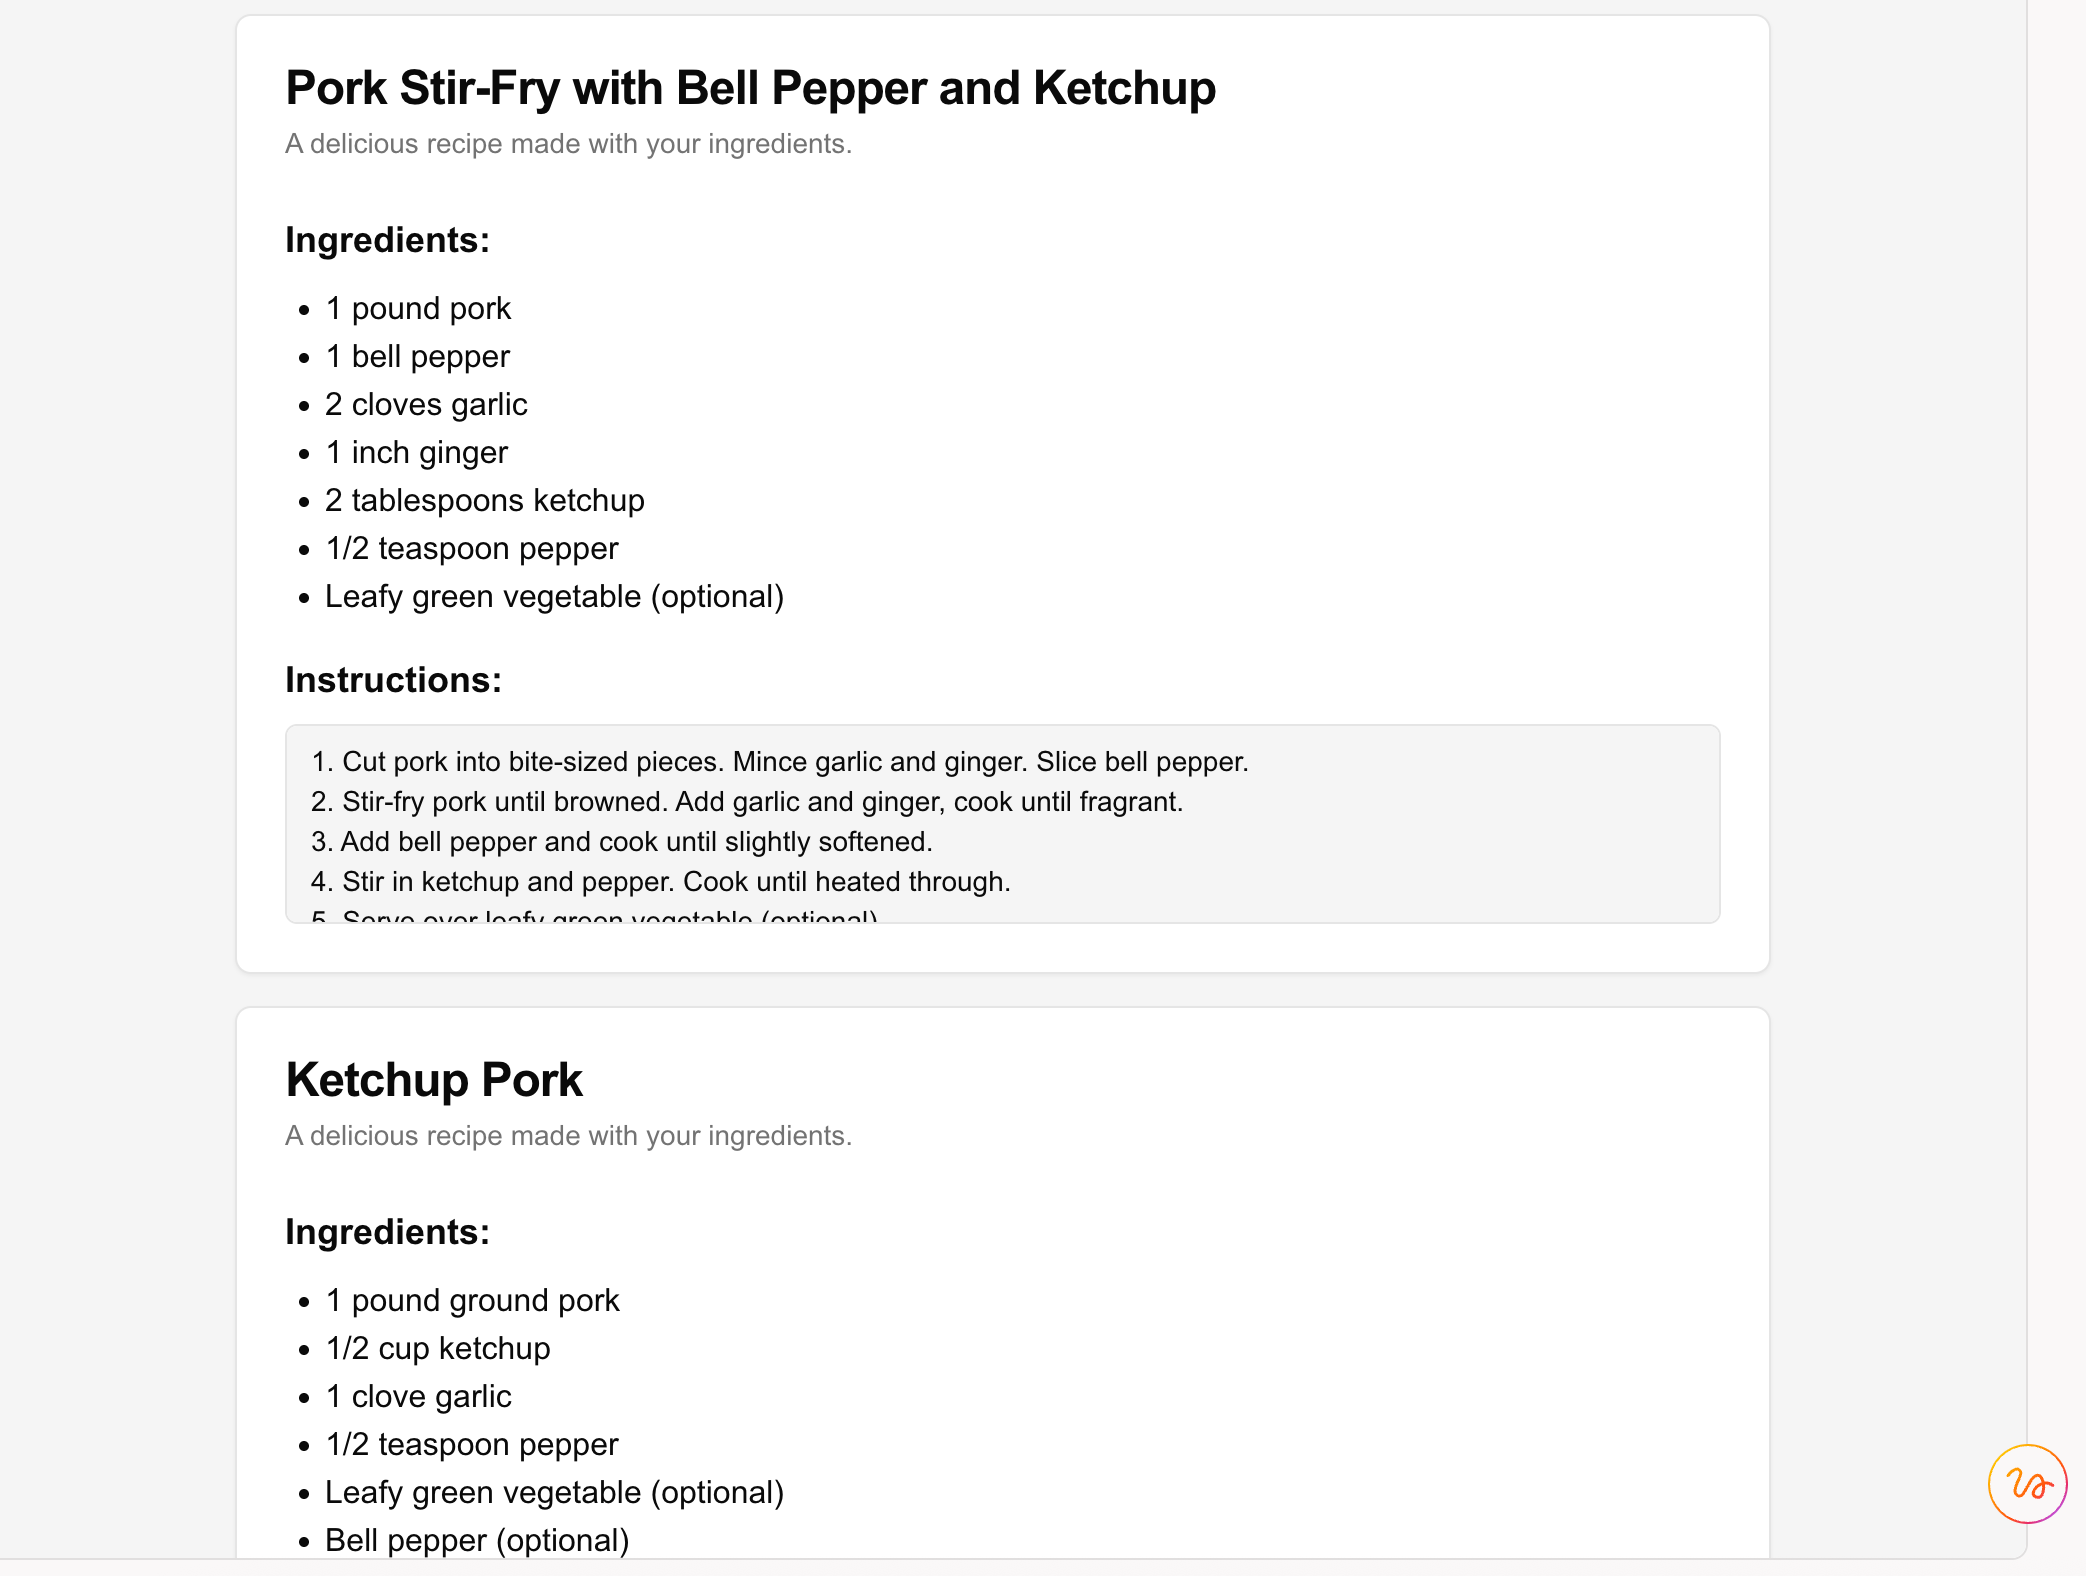 Pork Stir-Fry with Bell Pepper and Ketchup
A delicious recipe made with your ingredients.
Ingredients:
• 1 pound pork
• 1 bell pepper
• 2 cloves garlic
• 1 inch ginger
• 2 tablespoons ketchup
• 1/2 teaspoon pepper
• Leafy green vegetable (optional)
Instructions:
1. Cut pork into bite-sized pieces. Mince garlic and ginger. Slice bell pepper.
2. Stir-fry pork until browned. Add garlic and ginger, cook until fragrant.
3. Add bell pepper and cook until slightly softened.
4. Stir in ketchup and pepper. Cook until heated through.
5. Serve over leafy green vegetable (optional)
Ketchup Pork
A delicious recipe made with your ingredients.
Ingredients:
• 1 pound ground pork
• 1/2 cup ketchup
• 1 clove garlic
• 1/2 teaspoon pepper
• Leafy green vegetable (optional)
• Bell pepper (optional)